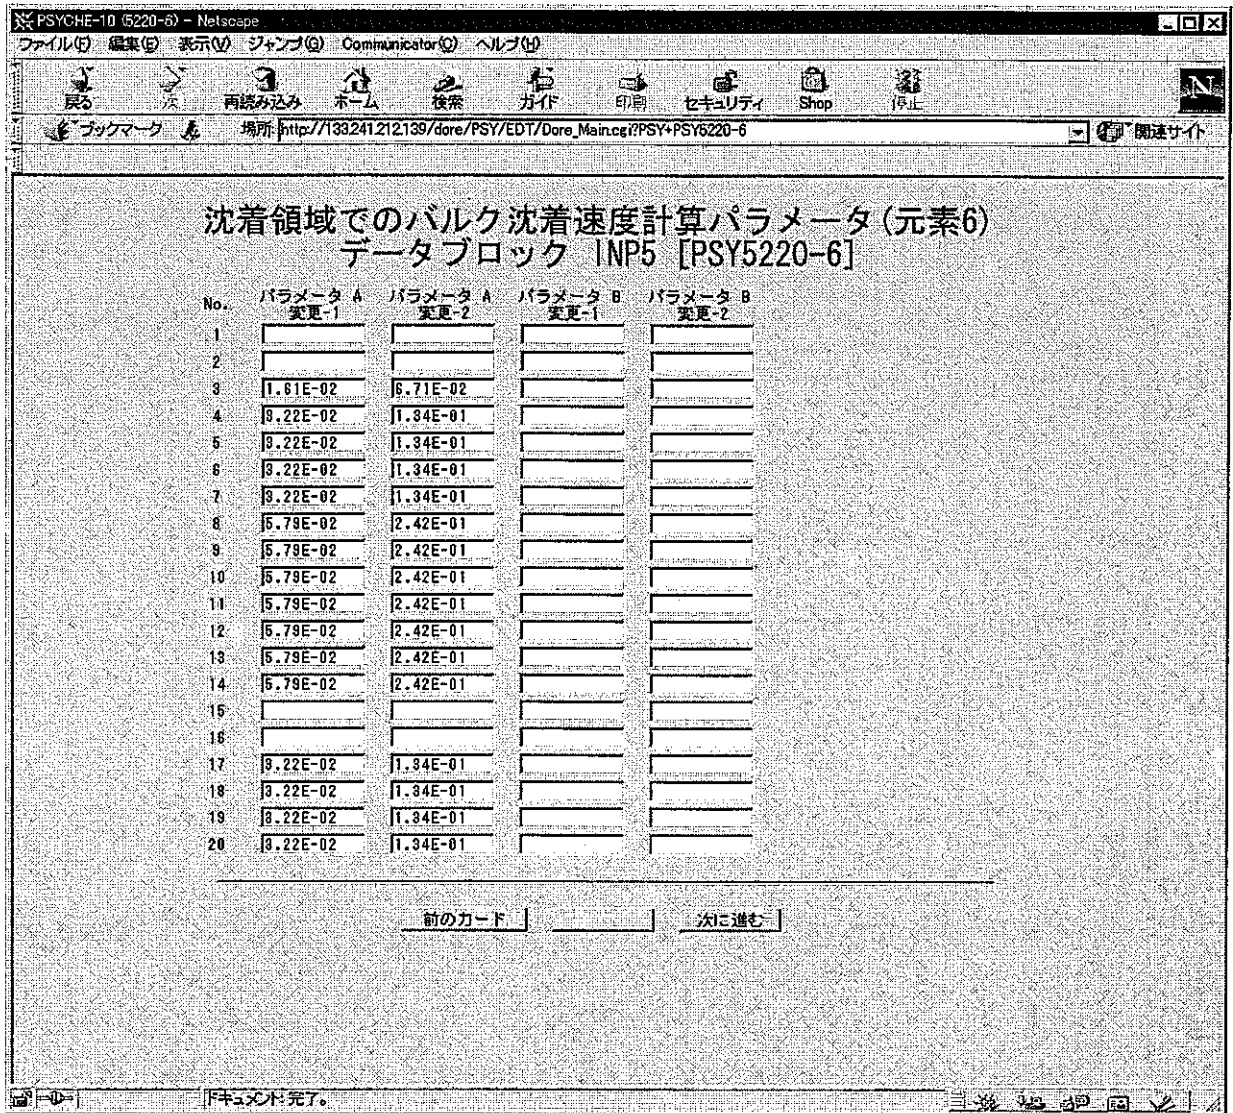 PSYCHE-10 (5220-6) - Netscape
ファイル(F) 編集(E) 表示(V) ジャンプ(G) Communicator(C) ヘルプ(H)
戻る 次 再読み込み ホーム 検索 ガイド 印刷 セキュリティ Shop 停止
N
ブックマーク 場所: http://133.241.212.139/dore/PSY/EDT/Dore_Main.cgi?PSY+PSY5220-6 関連サイト
沈着領域でのバルク沈着速度計算パラメータ(元素6)
データブロック INP5 [PSY5220-6]
No. パラメータ A パラメータ A パラメータ B パラメータ B
変更-1 変更-2 変更-1 変更-2
1
2
3 1.61E-02 6.71E-02
4 3.22E-02 1.34E-01
5 3.22E-02 1.34E-01
6 3.22E-02 1.34E-01
7 3.22E-02 1.34E-01
8 5.79E-02 2.42E-01
9 5.79E-02 2.42E-01
10 5.79E-02 2.42E-01
11 5.79E-02 2.42E-01
12 5.79E-02 2.42E-01
13 5.79E-02 2.42E-01
14 5.79E-02 2.42E-01
15
16
17 3.22E-02 1.34E-01
18 3.22E-02 1.34E-01
19 3.22E-02 1.34E-01
20 3.22E-02 1.34E-01
前のカード 次に進む
ドキュメント: 完了。